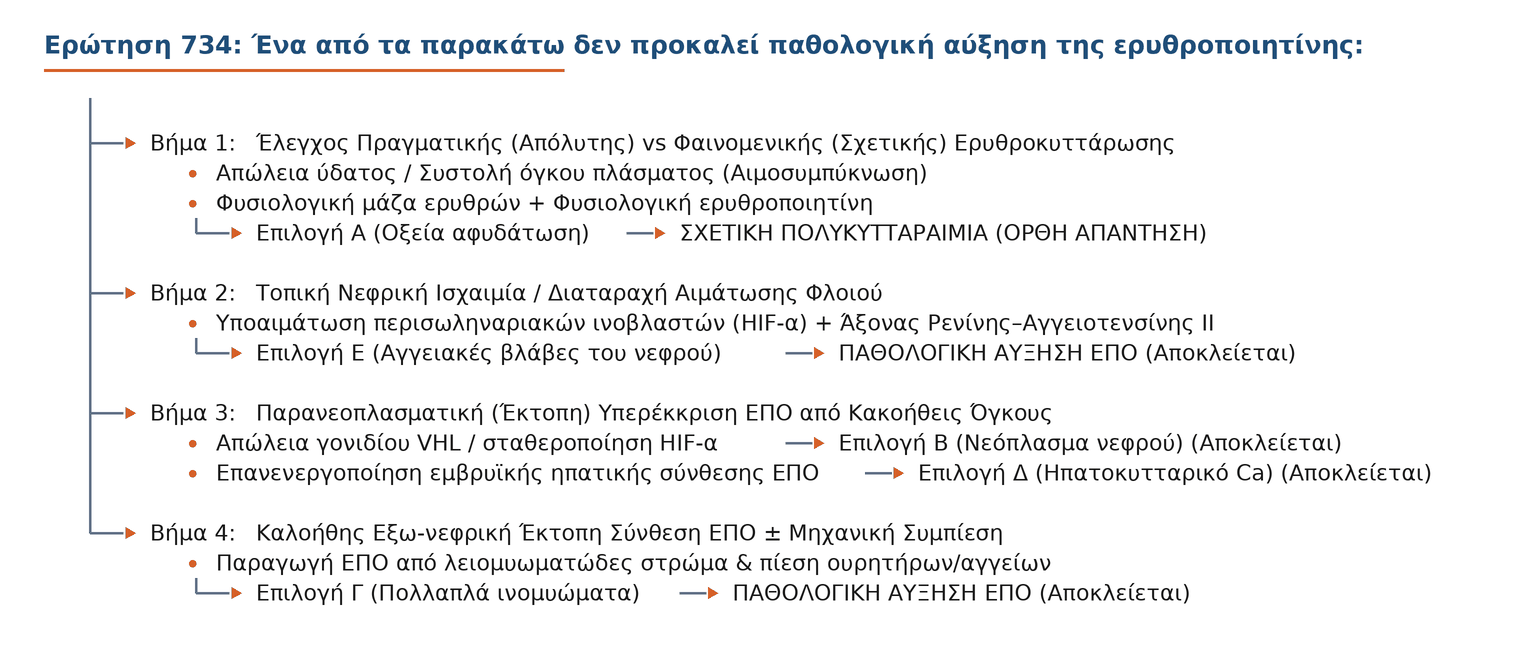 Ερώτηση 734: Ένα από τα παρακάτω δεν προκαλεί παθολογική αύξηση της ερυθροποιητίνης:
Βήμα 1: Έλεγχος Πραγματικής (Απόλυτης) vs Φαινομενικής (Σχετικής) Ερυθροκυττάρωσης
• Απώλεια ύδατος / Συστολή όγκου πλάσματος (Αιμοσυμπύκνωση)
• Φυσιολογική μάζα ερυθρών + Φυσιολογική ερυθροποιητίνη
Επιλογή Α (Οξεία αφυδάτωση) → ΣΧΕΤΙΚΗ ΠΟΛΥΚΥΤΤΑΡΑΙΜΙΑ (ΟΡΘΗ ΑΠΑΝΤΗΣΗ)
Βήμα 2: Τοπική Νεφρική Ισχαιμία / Διαταραχή Αιμάτωσης Φλοιού
• Υποαιμάτωση περισωληναριακών ινοβλαστών (HIF-α) + Άξονας Ρενίνης–Αγγειοτενσίνης ΙΙ
Επιλογή Ε (Αγγειακές βλάβες του νεφρού) → ΠΑΘΟΛΟΓΙΚΗ ΑΥΞΗΣΗ ΕΠΟ (Αποκλείεται)
Βήμα 3: Παρανεοπλασματική (Έκτοπη) Υπερέκκριση ΕΠΟ από Κακοήθεις Όγκους
• Απώλεια γονιδίου VHL / σταθεροποίηση HIF-α → Επιλογή Β (Νεόπλασμα νεφρού) (Αποκλείεται)
• Επανενεργοποίηση εμβρυϊκής ηπατικής σύνθεσης ΕΠΟ → Επιλογή Δ (Ηπατοκυτταρικό Ca) (Αποκλείεται)
Βήμα 4: Καλοήθης Εξω-νεφρική Έκτοπη Σύνθεση ΕΠΟ ± Μηχανική Συμπίεση
• Παραγωγή ΕΠΟ από λειομυωματώδες στρώμα & πίεση ουρητήρων/αγγείων
Επιλογή Γ (Πολλαπλά ινομυώματα) → ΠΑΘΟΛΟΓΙΚΗ ΑΥΞΗΣΗ ΕΠΟ (Αποκλείεται)